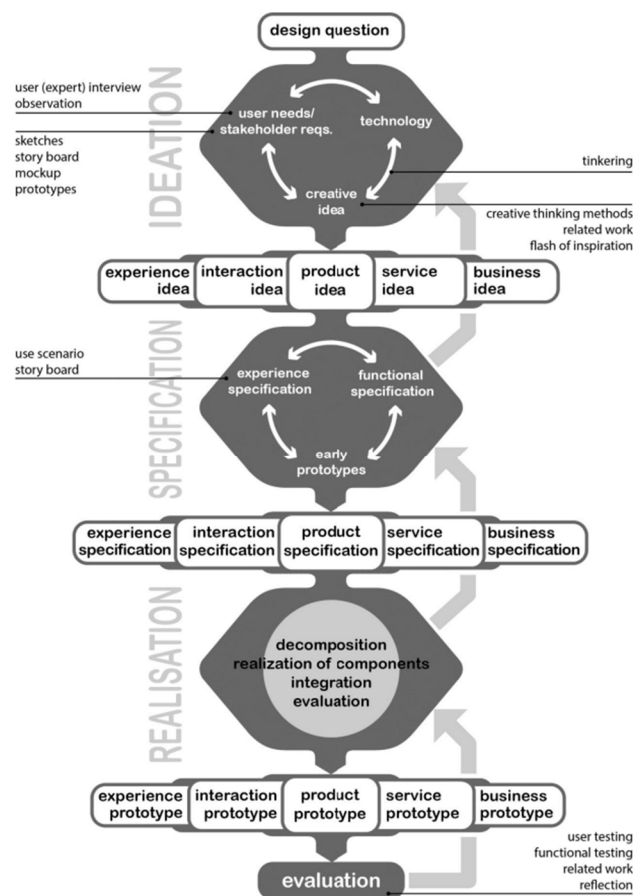 design question
IDEATION
user (expert) interview
observation
user needs/
stakeholder reqs.
technology
sketches
story board
mockup
prototypes
tinkering
creative
idea
creative thinking methods
related work
flash of inspiration
experience
idea
interaction
idea
product
idea
service
idea
business
idea
SPECIFICATION
use scenario
story board
experience
specification
functional
specification
early
prototypes
experience
specification
interaction
specification
product
specification
service
specification
business
specification
REALISATION
decomposition
realization of components
integration
evaluation
experience
prototype
interaction
prototype
product
prototype
service
prototype
business
prototype
evaluation
user testing
functional testing
related work
reflection